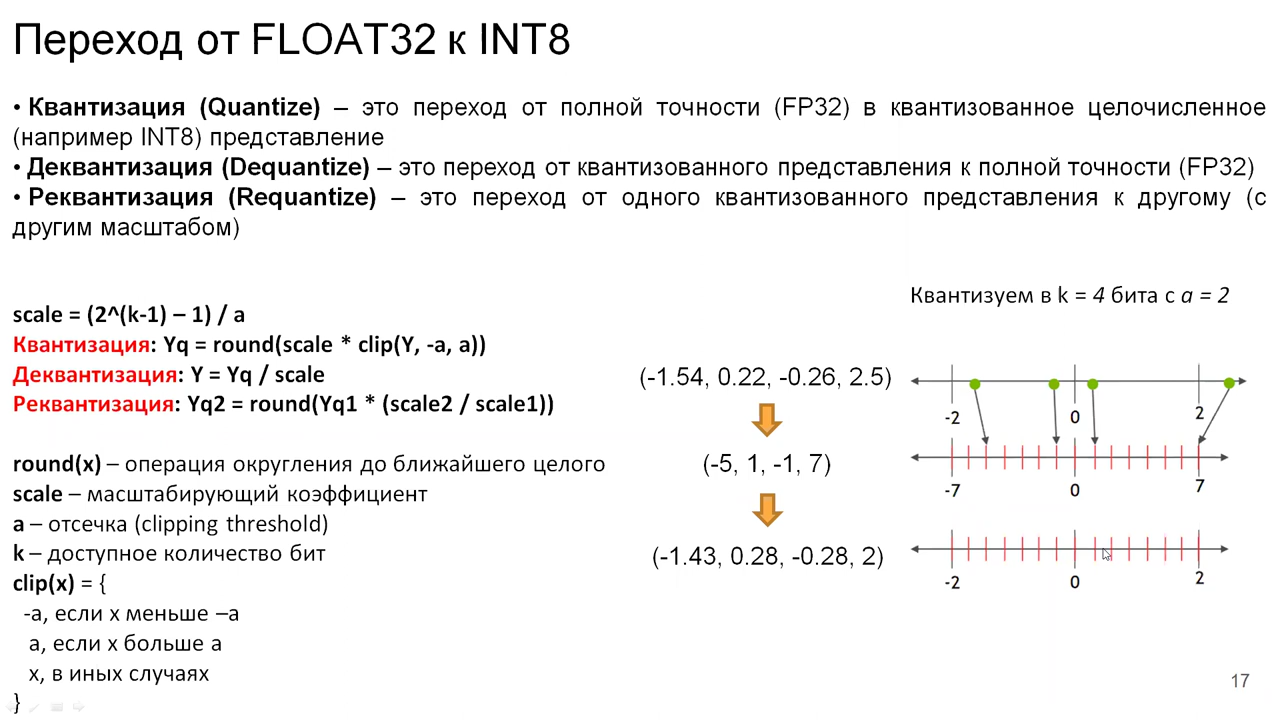 Переход от FLOAT32 к INT8
• Квантизация (Quantize) – это переход от полной точности (FP32) в квантизованное целочисленное
(например INT8) представление
• Деквантизация (Dequantize) – это переход от квантизованного представления к полной точности (FP32)
• Реквантизация (Requantize) – это переход от одного квантизованного представления к другому (с
другим масштабом)
scale = (2^(k-1) – 1) / a
Квантизация: Yq = round(scale * clip(Y, -a, a))
Деквантизация: Y = Yq / scale
Реквантизация: Yq2 = round(Yq1 * (scale2 / scale1))
round(x) – операция округления до ближайшего целого
scale – масштабирующий коэффициент
a – отсечка (clipping threshold)
k – доступное количество бит
clip(x) = {
-a, если x меньше –a
a, если x больше a
x, в иных случаях
}
(-1.54, 0.22, -0.26, 2.5)
(-5, 1, -1, 7)
(-1.43, 0.28, -0.28, 2)
Квантизуем в k = 4 бита с a = 2
-2 0 2
-7 0 7
-2 0 2
17